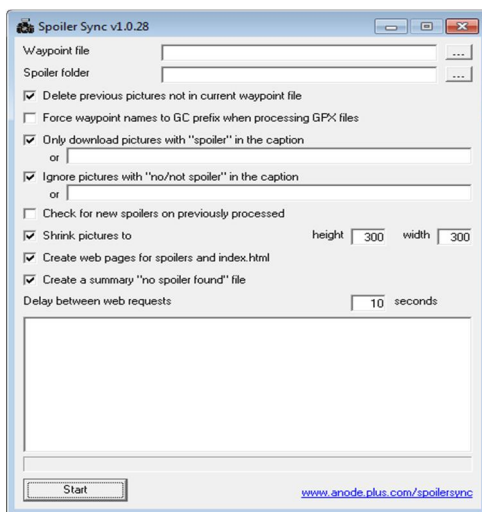 Spoiler Sync v1.0.28
Waypoint file ...
Spoiler folder ...
Delete previous pictures not in current waypoint file
Force waypoint names to GC prefix when processing GPX files
Only download pictures with "spoiler" in the caption
or
Ignore pictures with "no/not spoiler" in the caption
or
Check for new spoilers on previously processed
Shrink pictures to height 300 width 300
Create web pages for spoilers and index.html
Create a summary "no spoiler found" file
Delay between web requests 10 seconds
Start www.anode.plus.com/spoilersync